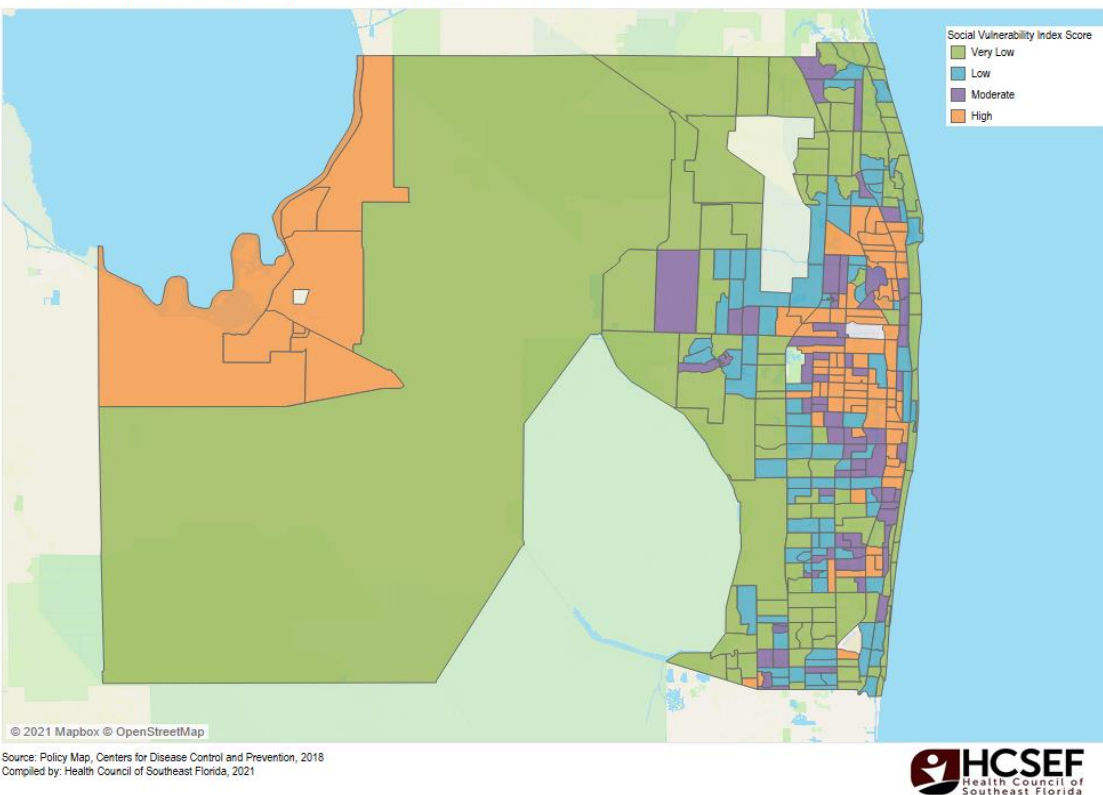 Social Vulnerability Index Score
Very Low
Low
Moderate
High
© 2021 Mapbox © OpenStreetMap
Source: Policy Map, Centers for Disease Control and Prevention, 2018
Compiled by: Health Council of Southeast Florida, 2021
HCSEF
Health Council of
Southeast Florida